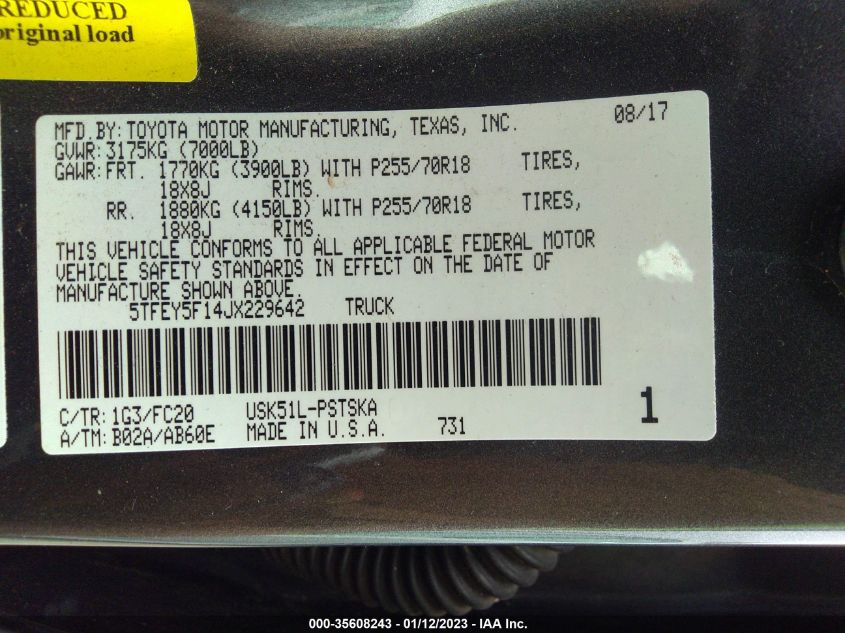 REDUCED
original load
MFD.BY: TOYOTA MOTOR MANUFACTURING, TEXAS, INC. 08/17
GVWR: 3175KG (7000LB)
GAWR: FRT. 1770KG (3900LB) WITH P255/70R18 TIRES,
18X8J RIMS.
RR. 1880KG (4150LB) WITH P255/70R18 TIRES,
18X8J RIMS.
THIS VEHICLE CONFORMS TO ALL APPLICABLE FEDERAL MOTOR
VEHICLE SAFETY STANDARDS IN EFFECT ON THE DATE OF
MANUFACTURE SHOWN ABOVE.
5TFEY5F14JX229642 TRUCK
C/TR: 1G3/FC20 USK51L-PSTSKA
A/TM: B02A/AB60E MADE IN U.S.A. 731
1
000-35608243 - 01/12/2023 - IAA Inc.